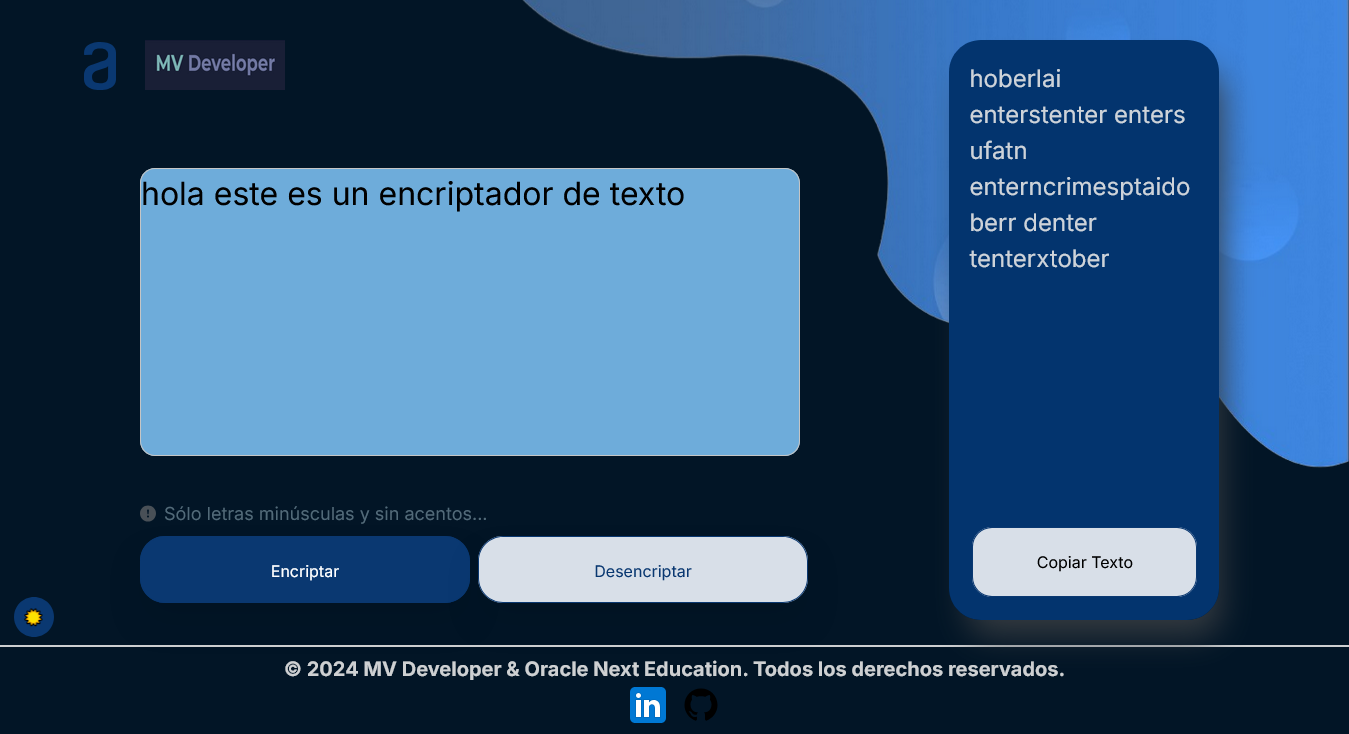 a
MV Developer
hola este es un encriptador de texto
Sólo letras minúsculas y sin acentos...
Encriptar
Desencriptar
hoberlai
enterstenter enters
ufatn
enterncrimesptaido
berr denter
tenterxtober
Copiar Texto
© 2024 MV Developer & Oracle Next Education. Todos los derechos reservados.
in